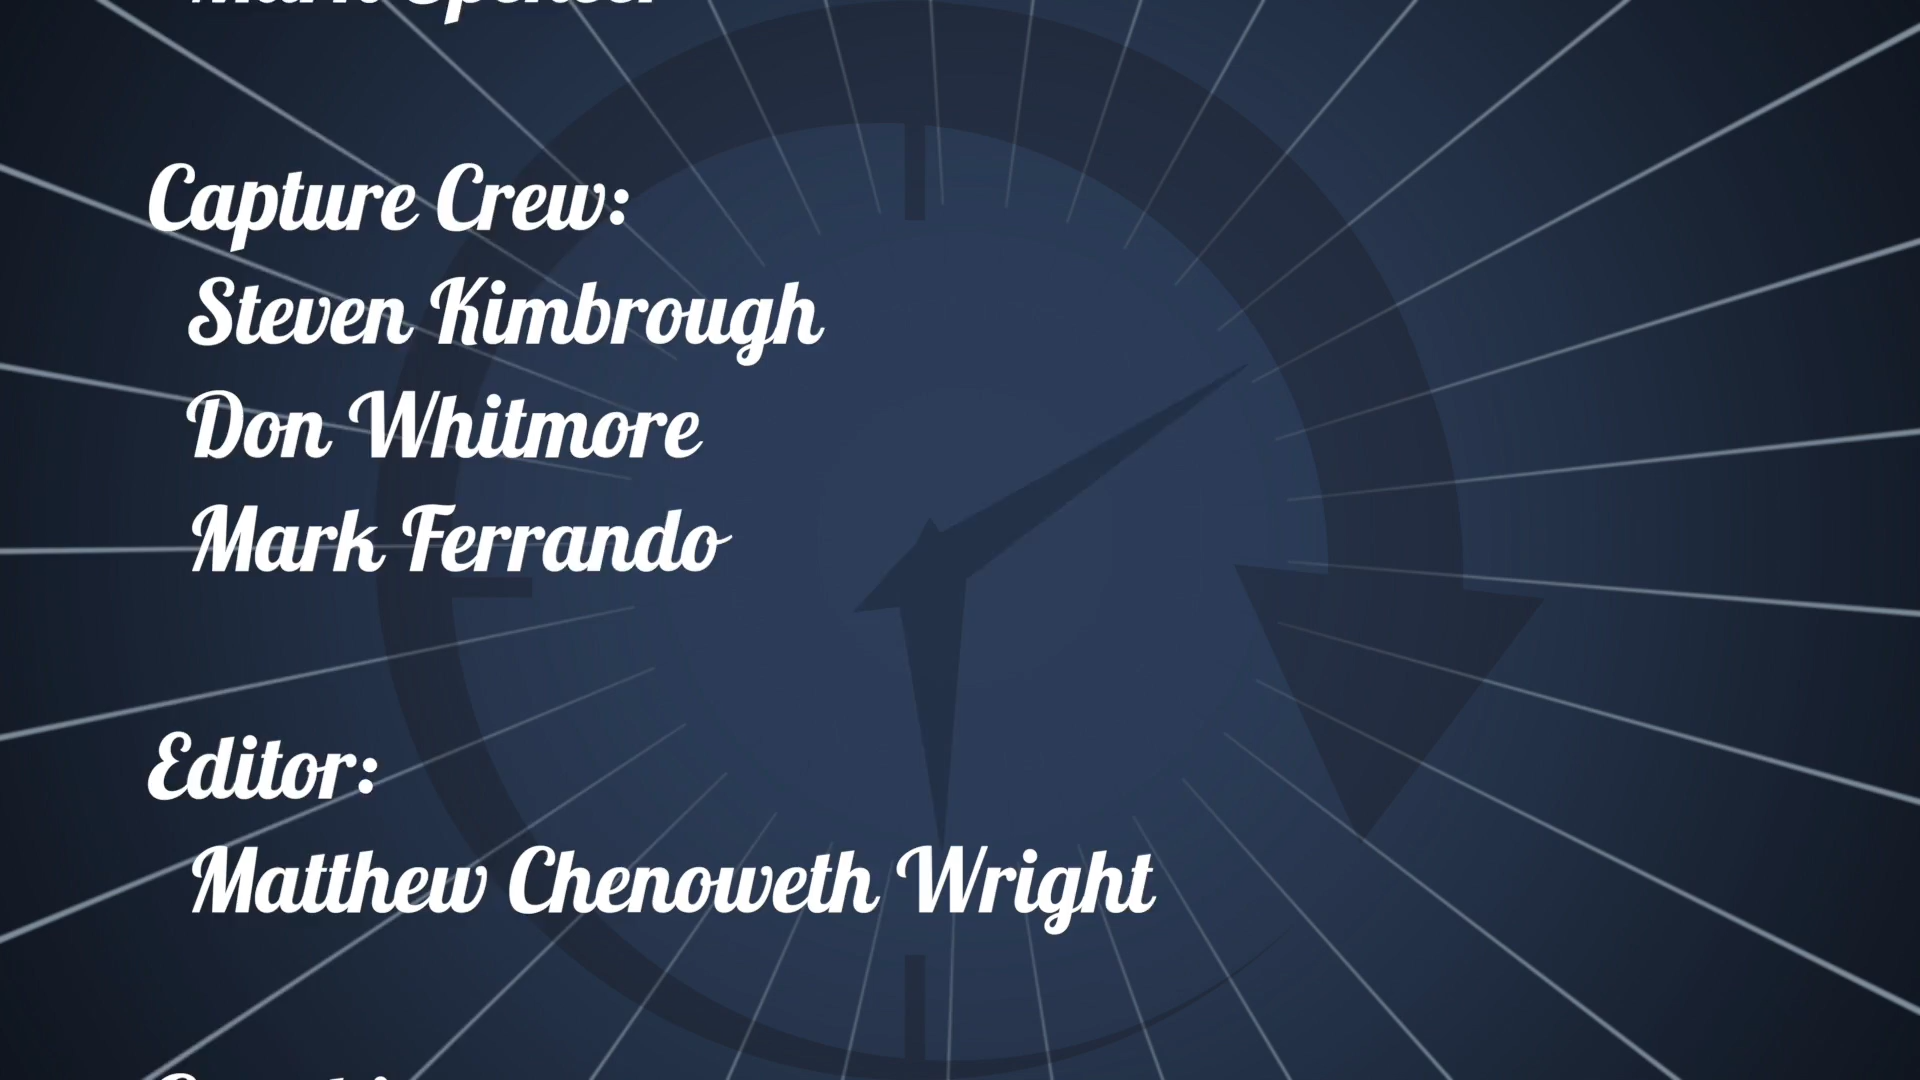 Capture Crew:
Steven Kimbrough
Don Whitmore
Mark Ferrando
Editor:
Matthew Chenoweth Wright